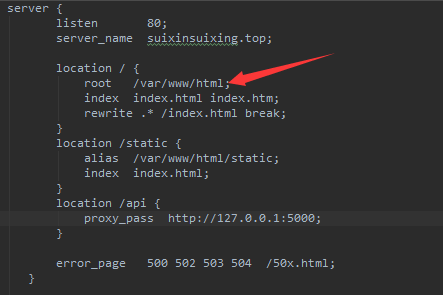 server {
listen 80;
server_name suixinsuixing.top;
location / {
root /var/www/html;
index index.html index.htm;
rewrite .* /index.html break;
}
location /static {
alias /var/www/html/static;
index index.html;
}
location /api {
proxy_pass http://127.0.0.1:5000;
}
error_page 500 502 503 504 /50x.html;
}